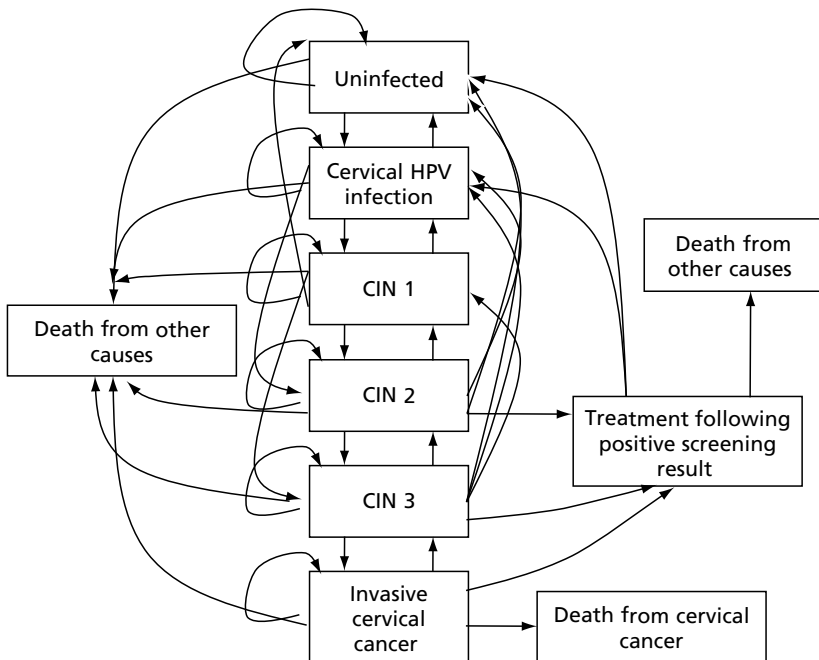 Uninfected
Cervical HPV
infection
CIN 1
Death from other
causes
CIN 2
CIN 3
Invasive
cervical
cancer
Death from
other causes
Treatment following
positive screening
result
Death from cervical
cancer